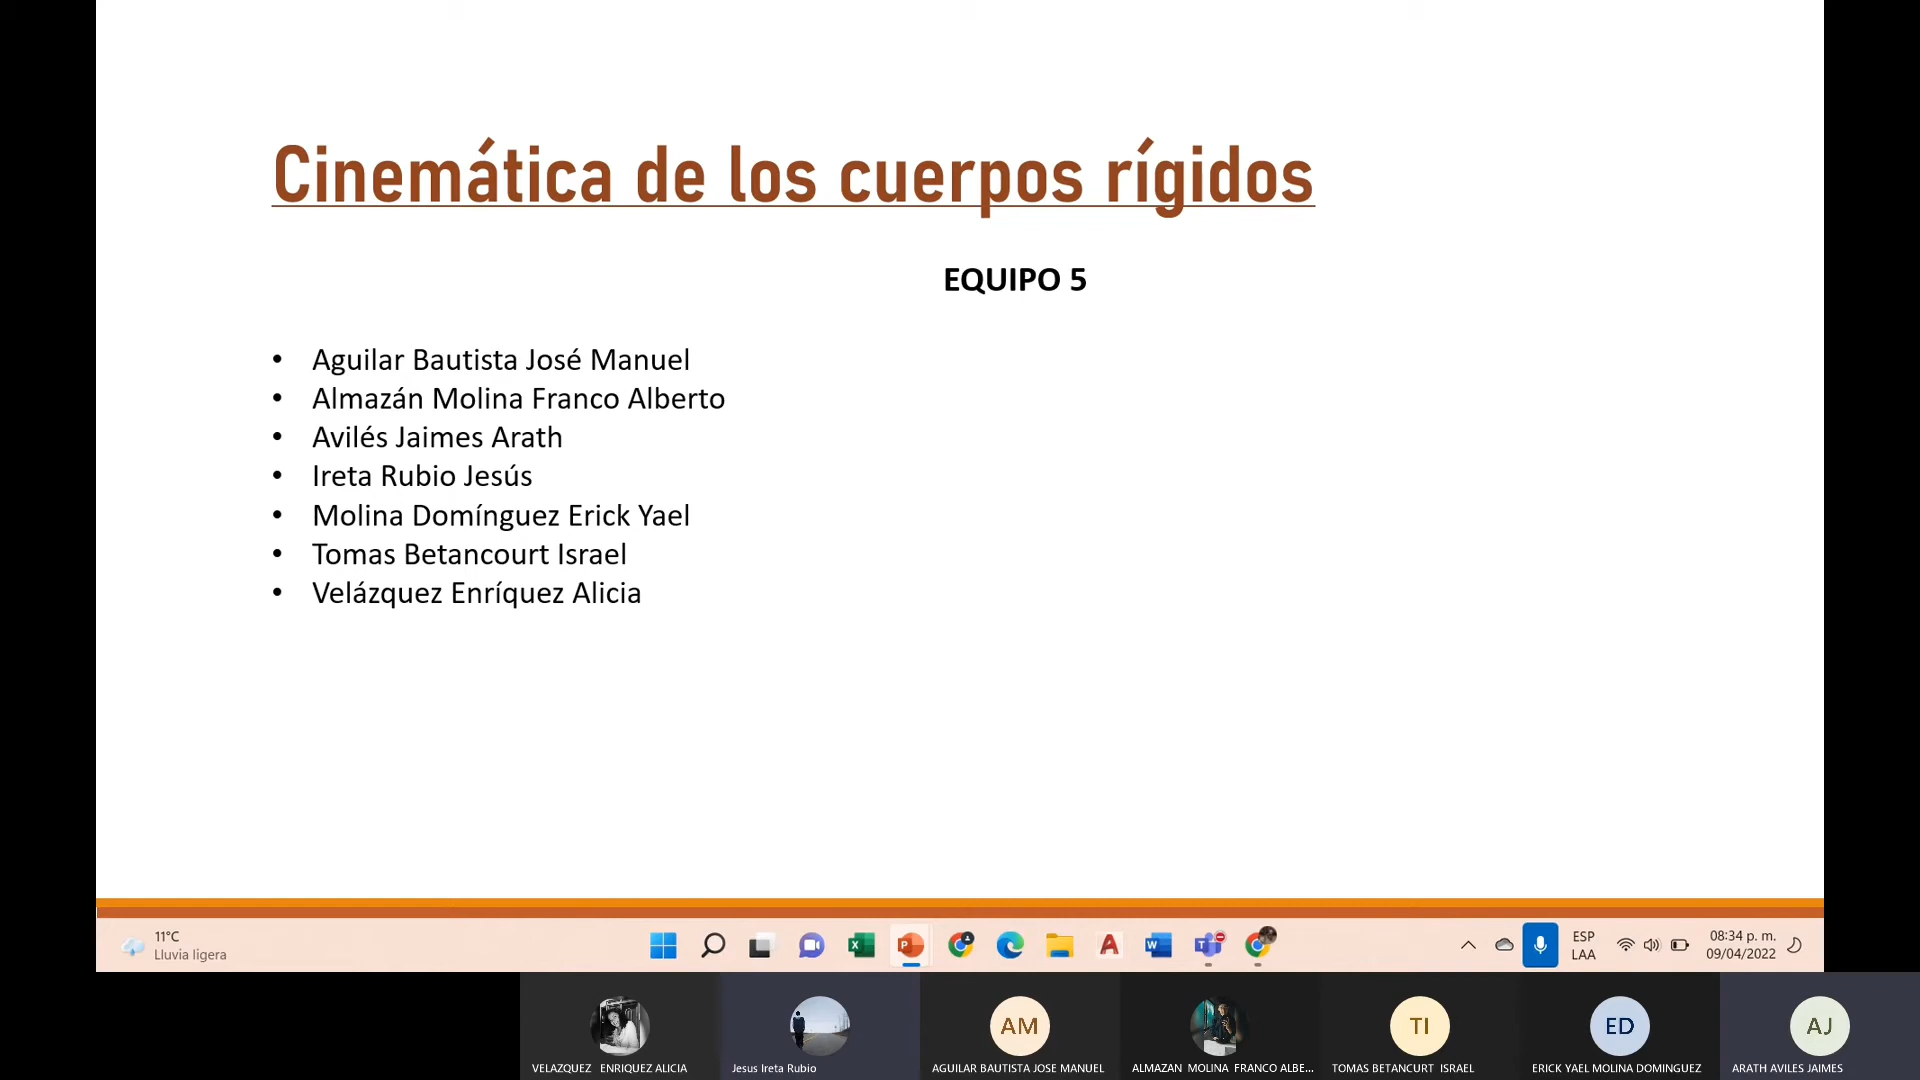 Cinemática de los cuerpos rígidos
EQUIPO 5
• Aguilar Bautista José Manuel
• Almazán Molina Franco Alberto
• Avilés Jaimes Arath
• Ireta Rubio Jesús
• Molina Domínguez Erick Yael
• Tomas Betancourt Israel
• Velázquez Enríquez Alicia
11°C
Lluvia ligera
ESP
LAA
08:34 p. m.
09/04/2022
AM
TI
ED
AJ
VELAZQUEZ ENRIQUEZ ALICIA
Jesus Ireta Rubio
AGUILAR BAUTISTA JOSE MANUEL
ALMAZAN MOLINA FRANCO ALBE...
TOMAS BETANCURT ISRAEL
ERICK YAEL MOLINA DOMINGUEZ
ARATH AVILES JAIMES